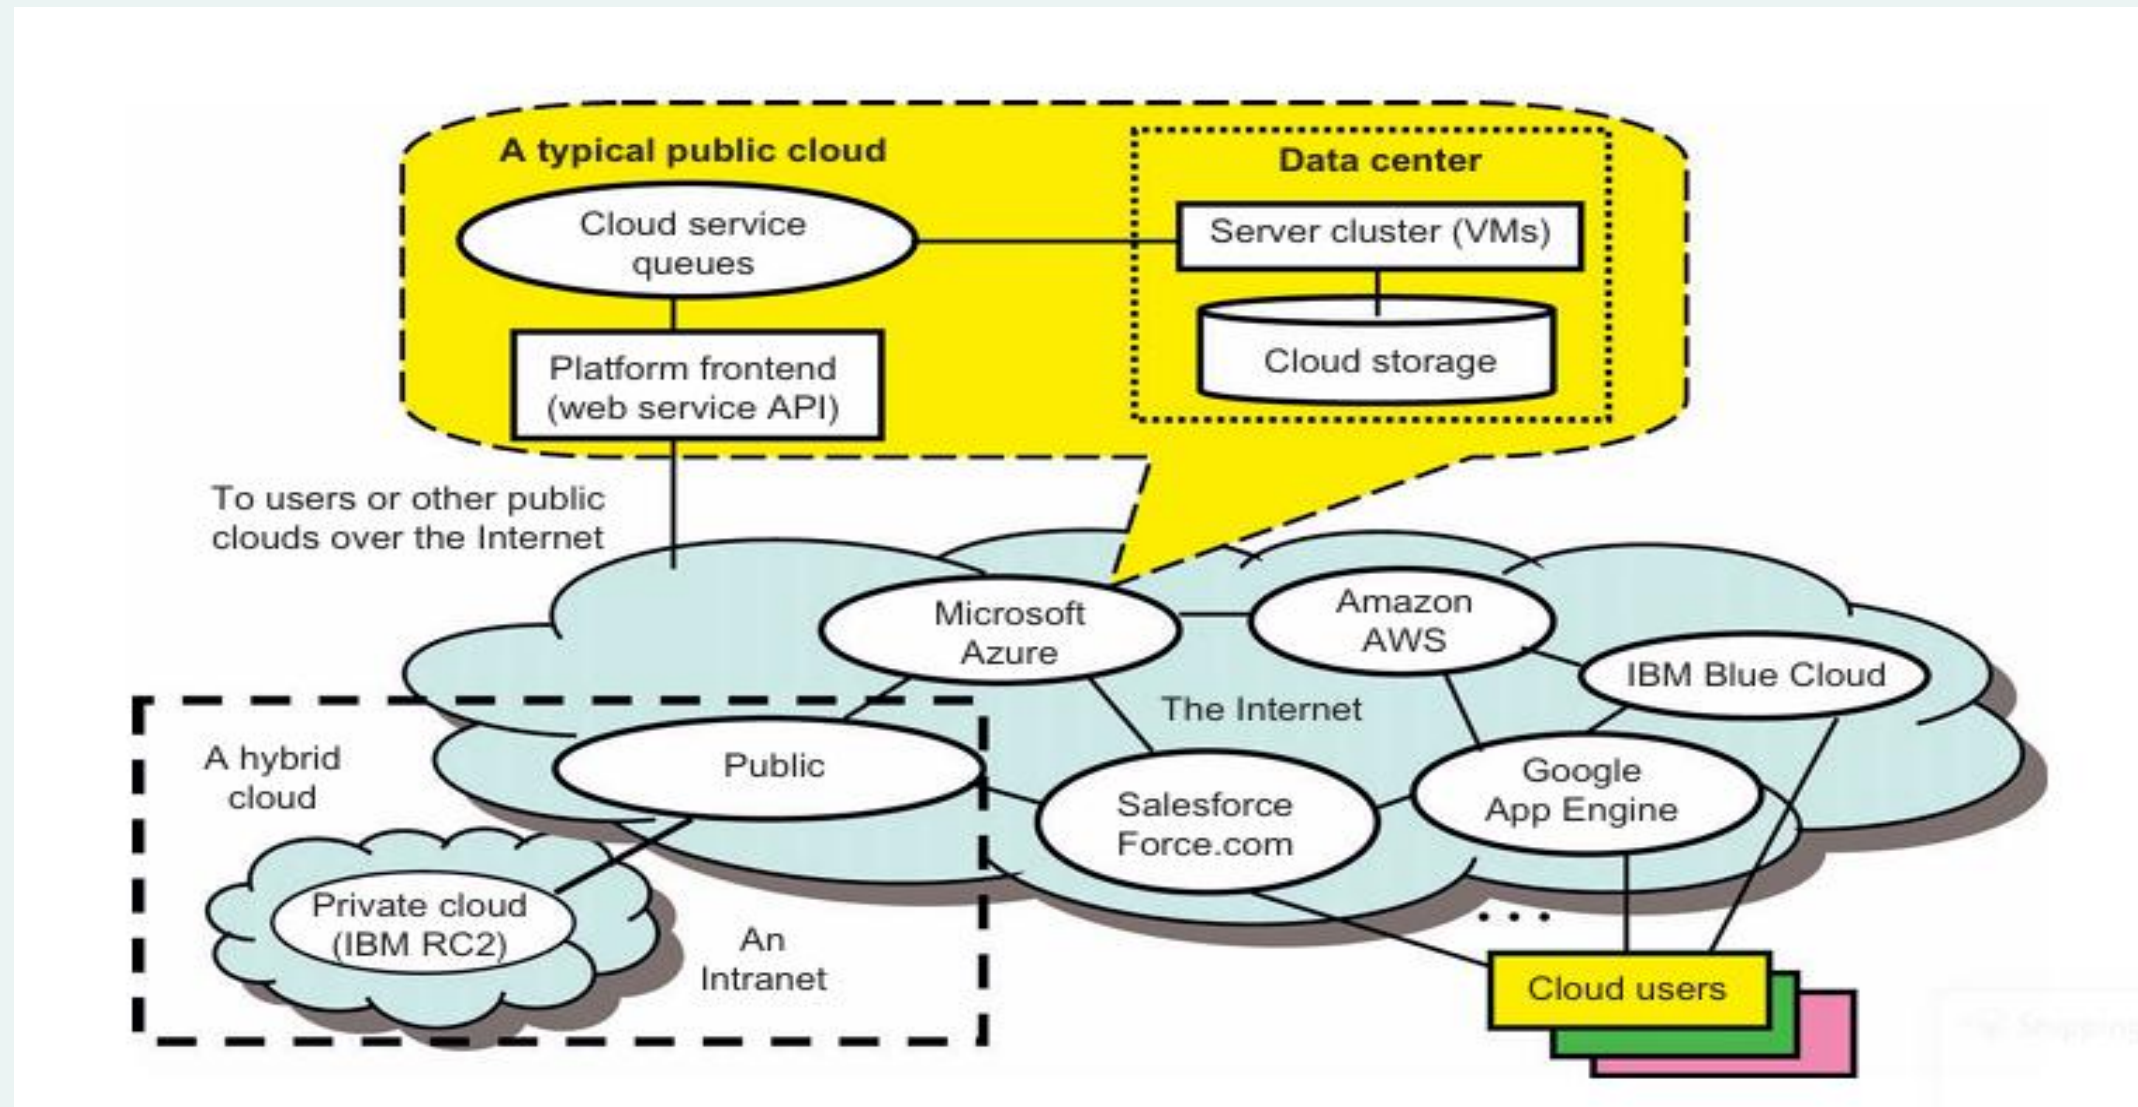 A typical public cloud
Data center
Cloud service
queues
Server cluster (VMs)
Platform frontend
(web service API)
Cloud storage
To users or other public
clouds over the Internet
Microsoft
Azure
Amazon
AWS
IBM Blue Cloud
The Internet
A hybrid
cloud
Public
Salesforce
Force.com
Google
App Engine
Private cloud
(IBM RC2)
An
Intranet
...
Cloud users